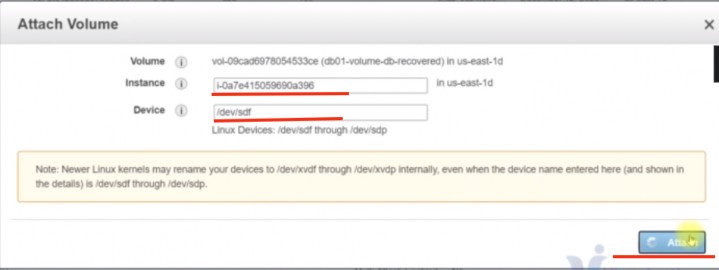 Attach Volume
×
Volume i vol-09cad6978054533ce (db01-volume-db-recovered) in us-east-1d
Instance i i-0a7e415059690a396 in us-east-1d
Device i /dev/sdf
Linux Devices: /dev/sdf through /dev/sdp
Note: Newer Linux kernels may rename your devices to /dev/xvdf through /dev/xvdp internally, even when the device name entered here (and shown in
the details) is /dev/sdf through /dev/sdp.
Attach